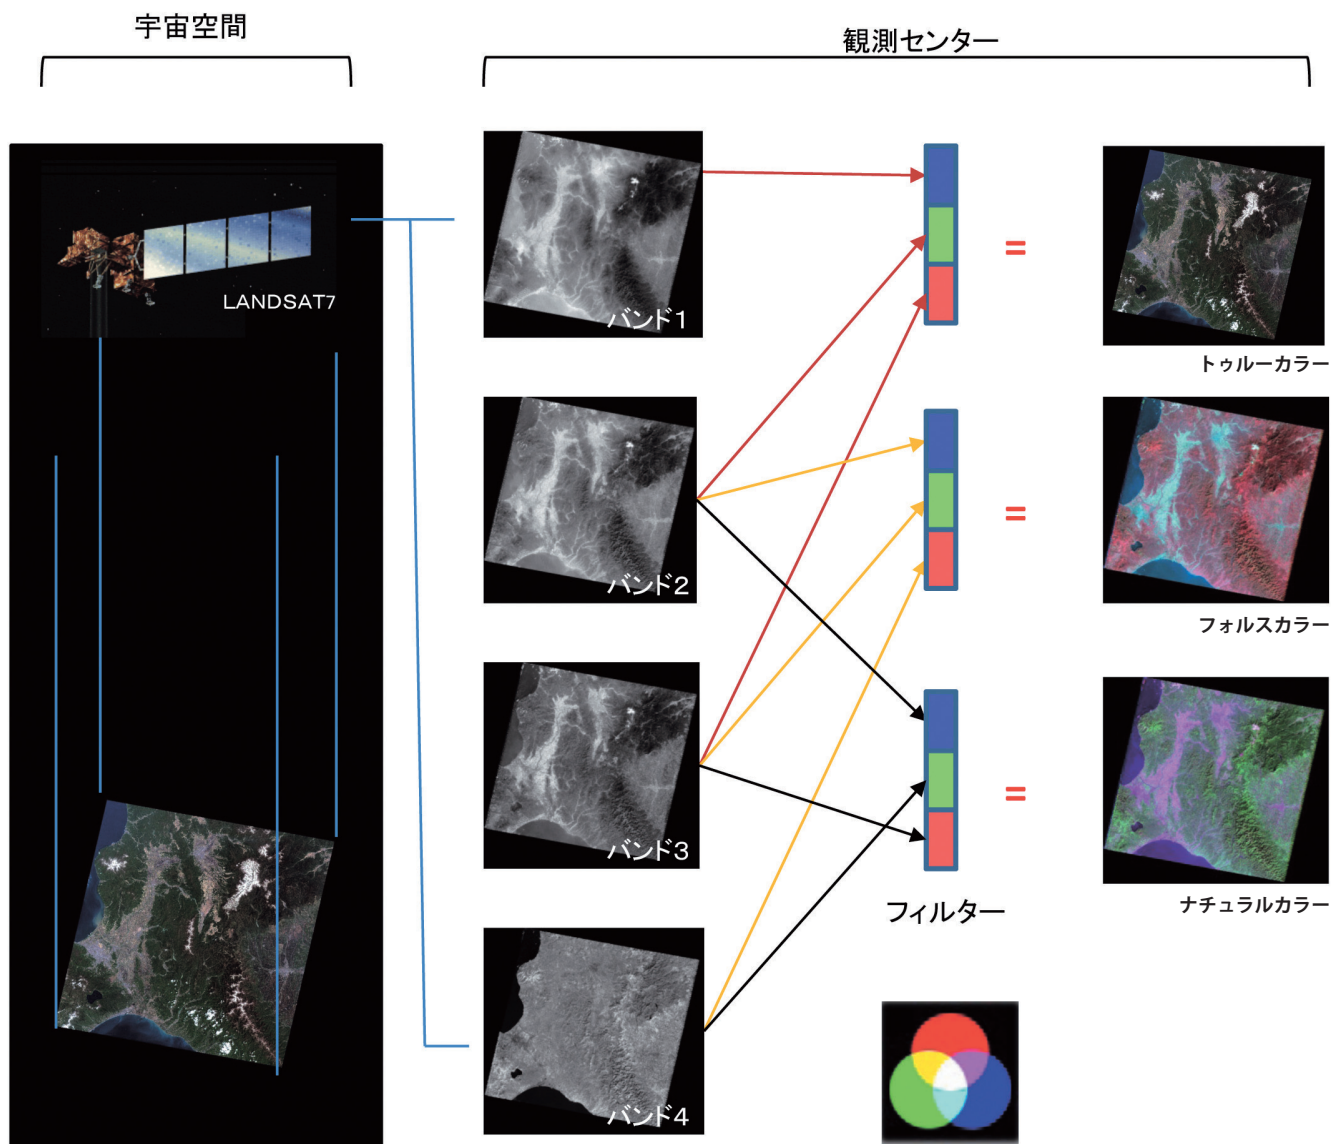 宇宙空間
観測センター
LANDSAT7
バンド1
トゥルーカラー
=
バンド2
フォルスカラー
=
バンド3
ナチュラルカラー
=
フィルター
バンド4